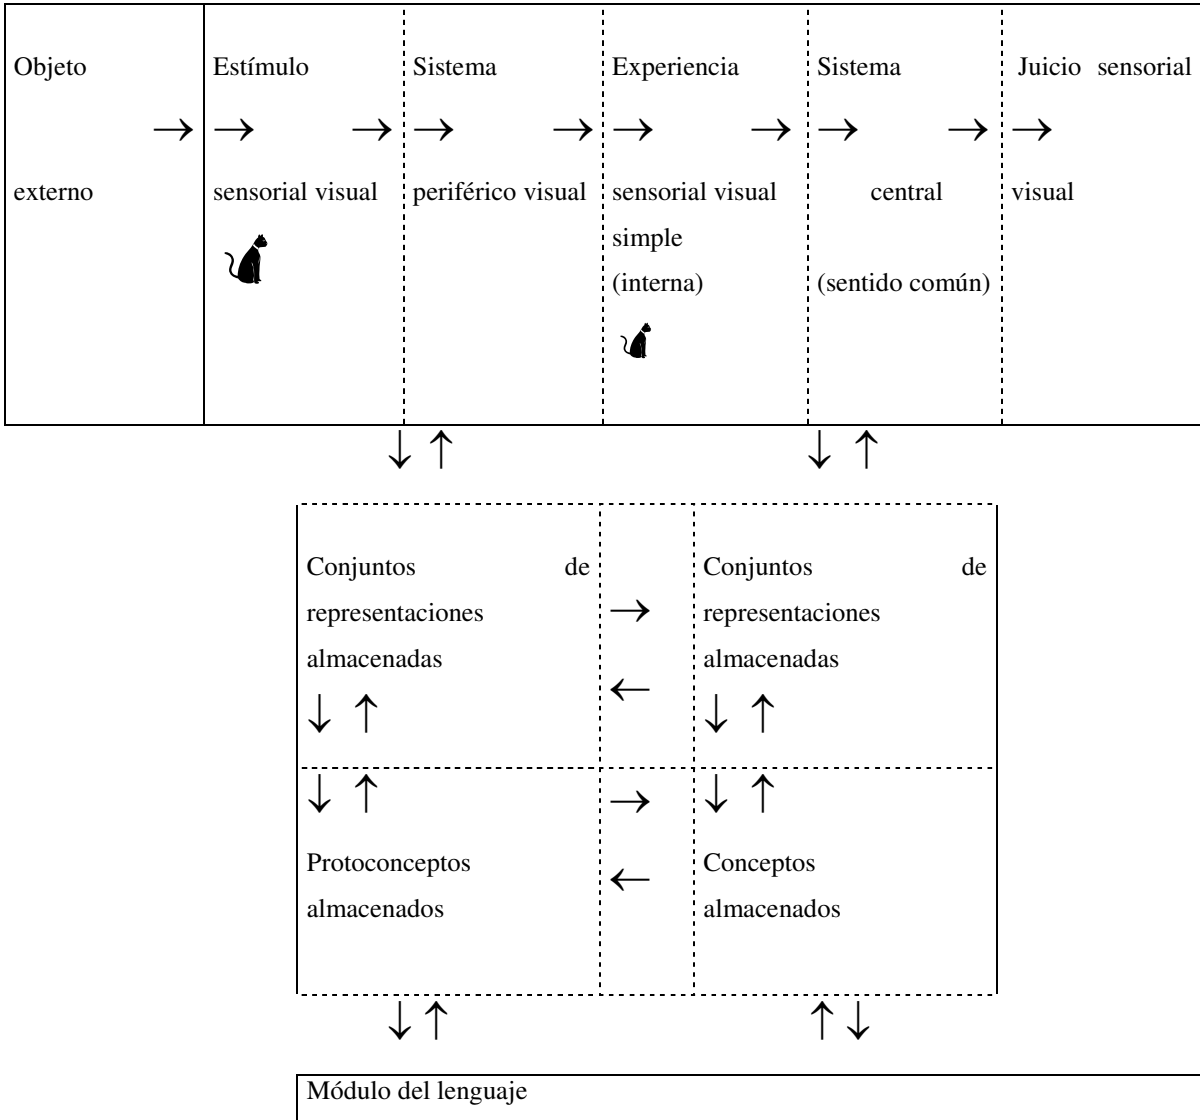 Objeto
externo
Estímulo
sensorial visual
Sistema
periférico visual
Experiencia
sensorial visual
simple
(interna)
Sistema
central
(sentido común)
Juicio sensorial
visual
Conjuntos de
representaciones
almacenadas
Conjuntos de
representaciones
almacenadas
Protoconceptos
almacenados
Conceptos
almacenados
Módulo del lenguaje